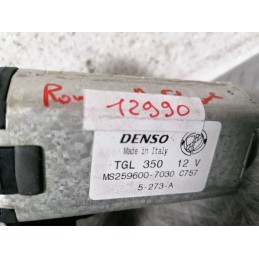 12990
DENSO
Made in Italy
TGL 350 12 V
MS259600-7030 C757
5-273-A